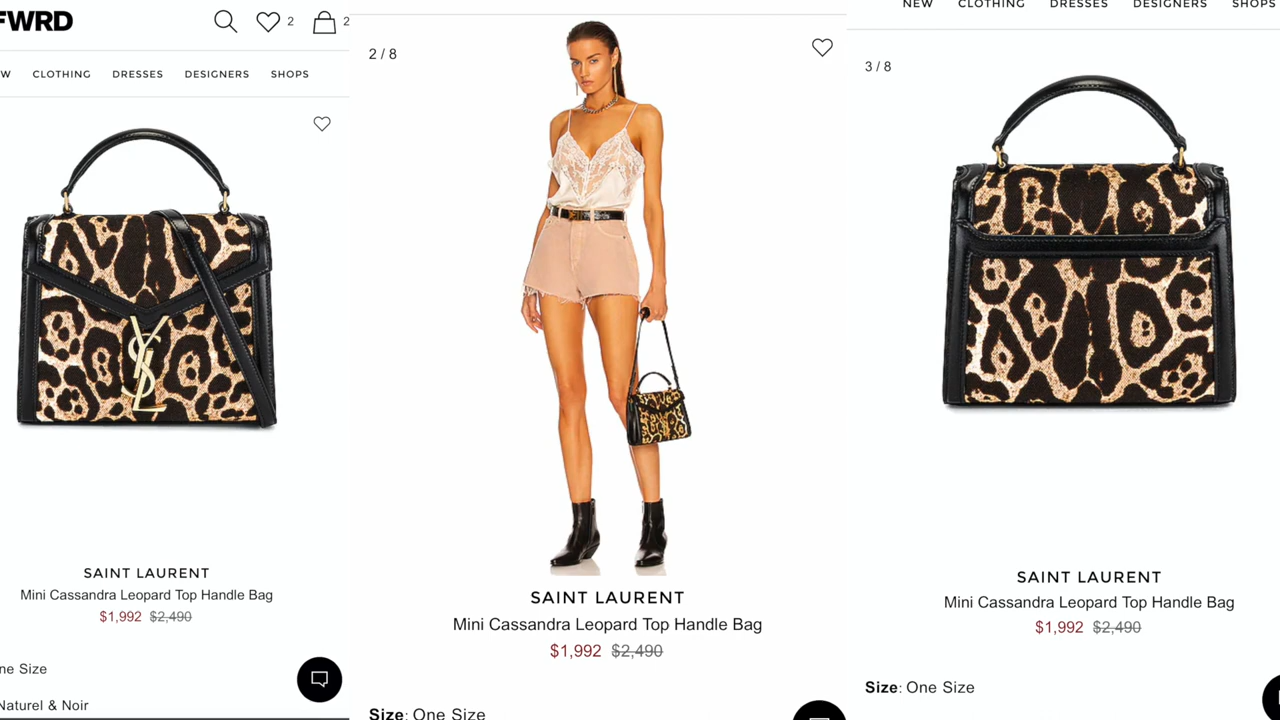 FWRD
2
2
W
CLOTHING
DRESSES
DESIGNERS
SHOPS
SAINT LAURENT
Mini Cassandra Leopard Top Handle Bag
$1,992 $2,490
ne Size
Naturel & Noir
2 / 8
SAINT LAURENT
Mini Cassandra Leopard Top Handle Bag
$1,992 $2,490
Size: One Size
NEW
CLOTHING
DRESSES
DESIGNERS
SHOPS
3 / 8
SAINT LAURENT
Mini Cassandra Leopard Top Handle Bag
$1,992 $2,490
Size: One Size